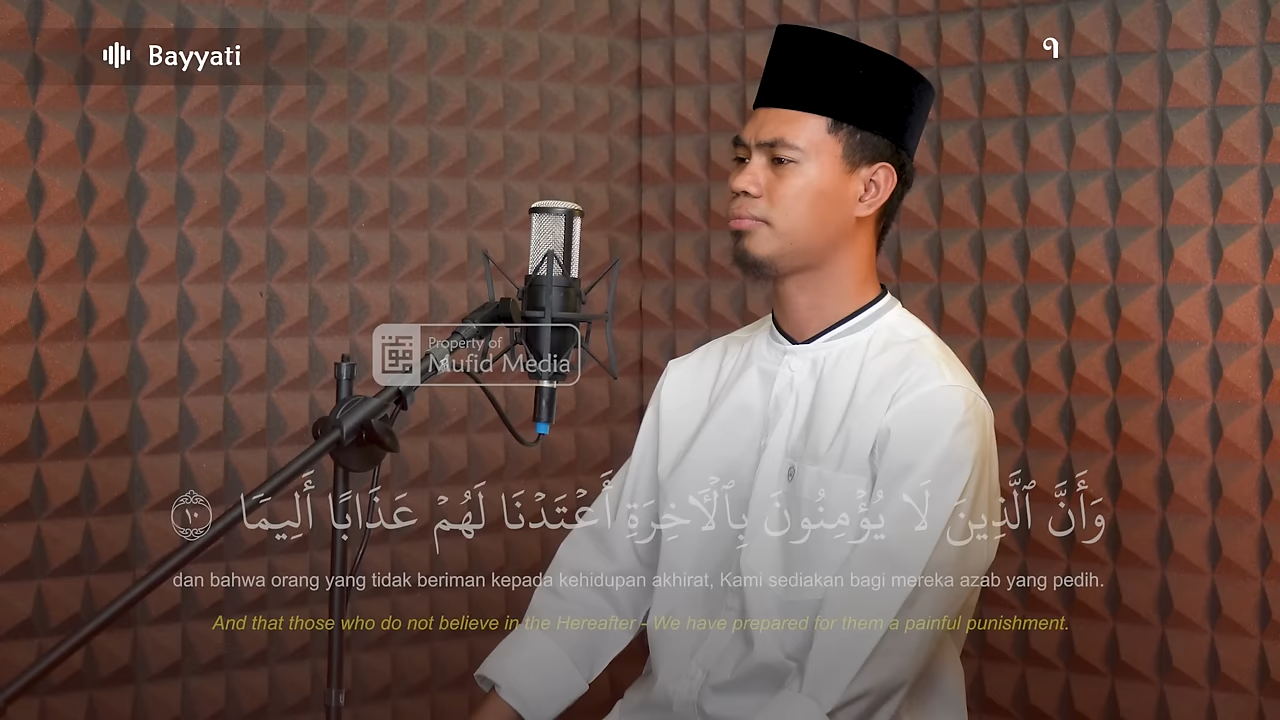 Bayyati
٩
Property of
Mufid Media
وَأَنَّ ٱلَّذِينَ لَا يُؤْمِنُونَ بِٱلْأَخِرَةِ أَعْتَدْنَا لَهُمْ عَذَابًا أَلِيمًا ١٠
dan bahwa orang yang tidak beriman kepada kehidupan akhirat, Kami sediakan bagi mereka azab yang pedih.
And that those who do not believe in the Hereafter - We have prepared for them a painful punishment.